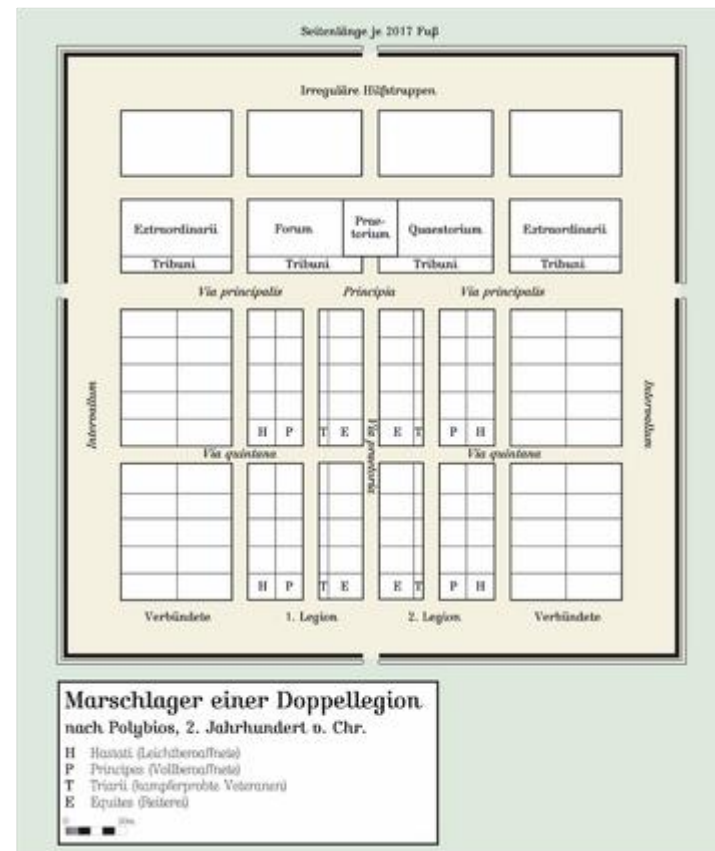 Seitenlänge je 2017 Fuß
Irreguläre Hilfstruppen
Extraordinarii Forum Prae-torium Quaestorium Extraordinarii
Tribuni Tribuni Tribuni Tribuni
Via principalis Principia Via principalis
Intervallum
Intervallum
H P T E E T P H
Via praetoria
Via quintana Via quintana
H P T E E T P H
Verbündete 1. Legion 2. Legion Verbündete
Marschlager einer Doppellegion
nach Polybios, 2. Jahrhundert v. Chr.
H Hastati (Leichtbewaffnete)
P Principes (Vollbewaffnete)
T Triarii (kampferprobte Veteranen)
E Equites (Reiterei)
0